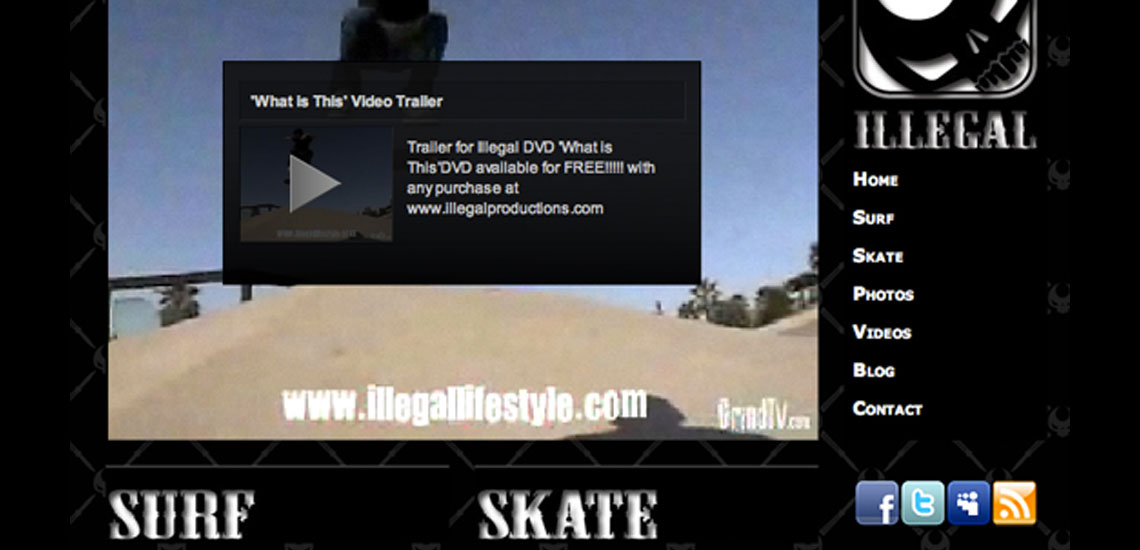 "What is This" Video Trailer
Trailer for Illegal DVD "What is
This"DVD available for FREE!!!!! with
any purchase at
www.illegalproductions.com
www.illegallifestyle.com
GrindTV.com
ILLEGAL
Home
Surf
Skate
Photos
Videos
Blog
Contact
SURF
SKATE